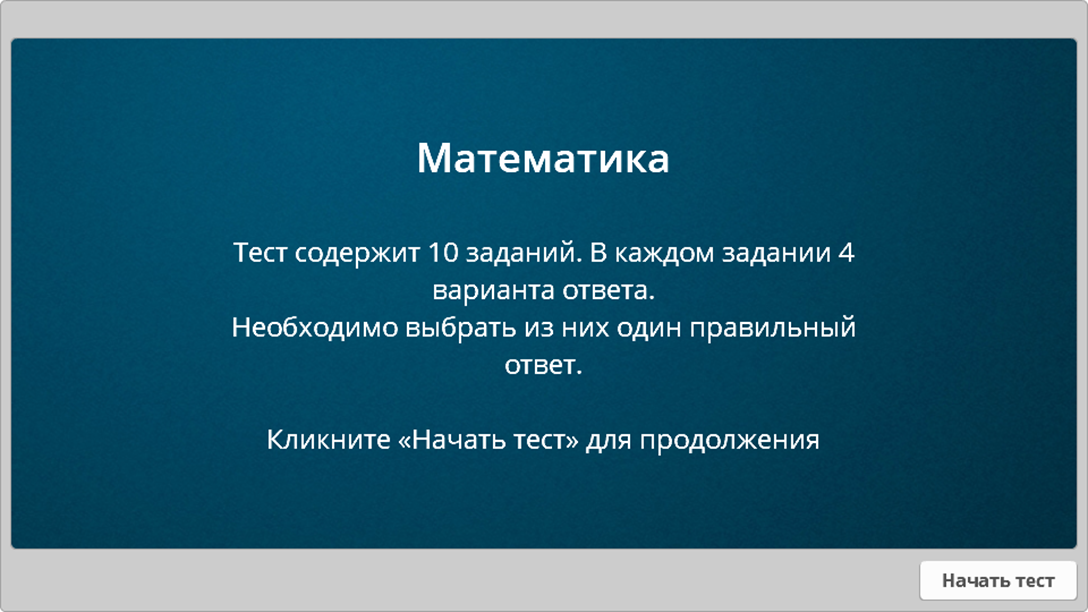 Математика
Тест содержит 10 заданий. В каждом задании 4
варианта ответа.
Необходимо выбрать из них один правильный
ответ.
Кликните «Начать тест» для продолжения
Начать тест